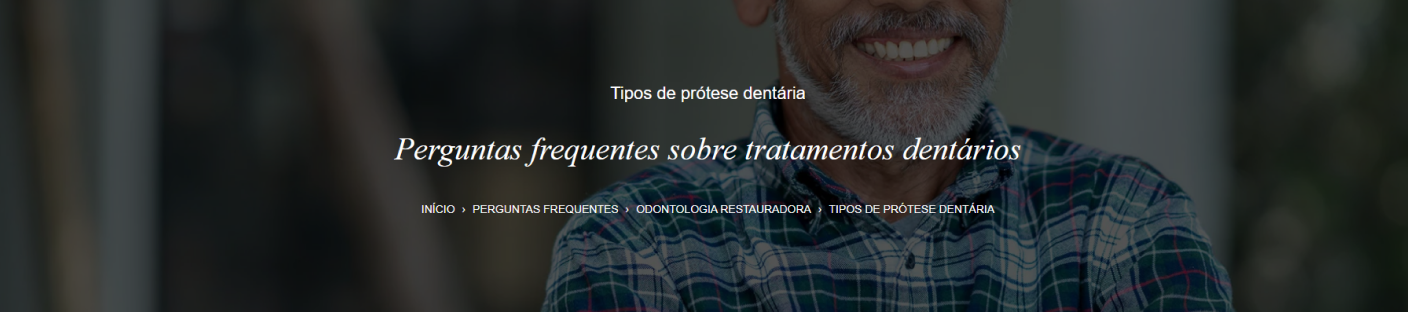 Tipos de prótese dentária
Perguntas frequentes sobre tratamentos dentários
INÍCIO › PERGUNTAS FREQUENTES › ODONTOLOGIA RESTAURADORA › TIPOS DE PRÓTESE DENTÁRIA